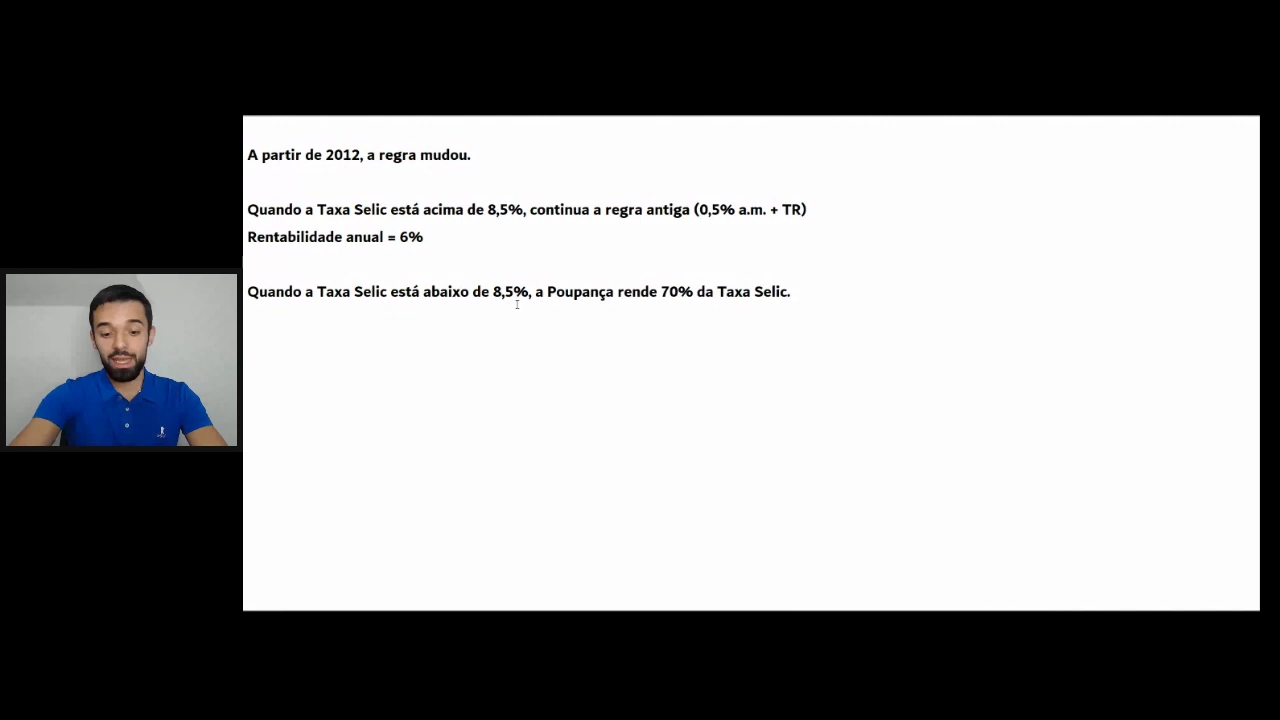 A partir de 2012, a regra mudou.
Quando a Taxa Selic está acima de 8,5%, continua a regra antiga (0,5% a.m. + TR)
Rentabilidade anual = 6%
Quando a Taxa Selic está abaixo de 8,5%, a Poupança rende 70% da Taxa Selic.